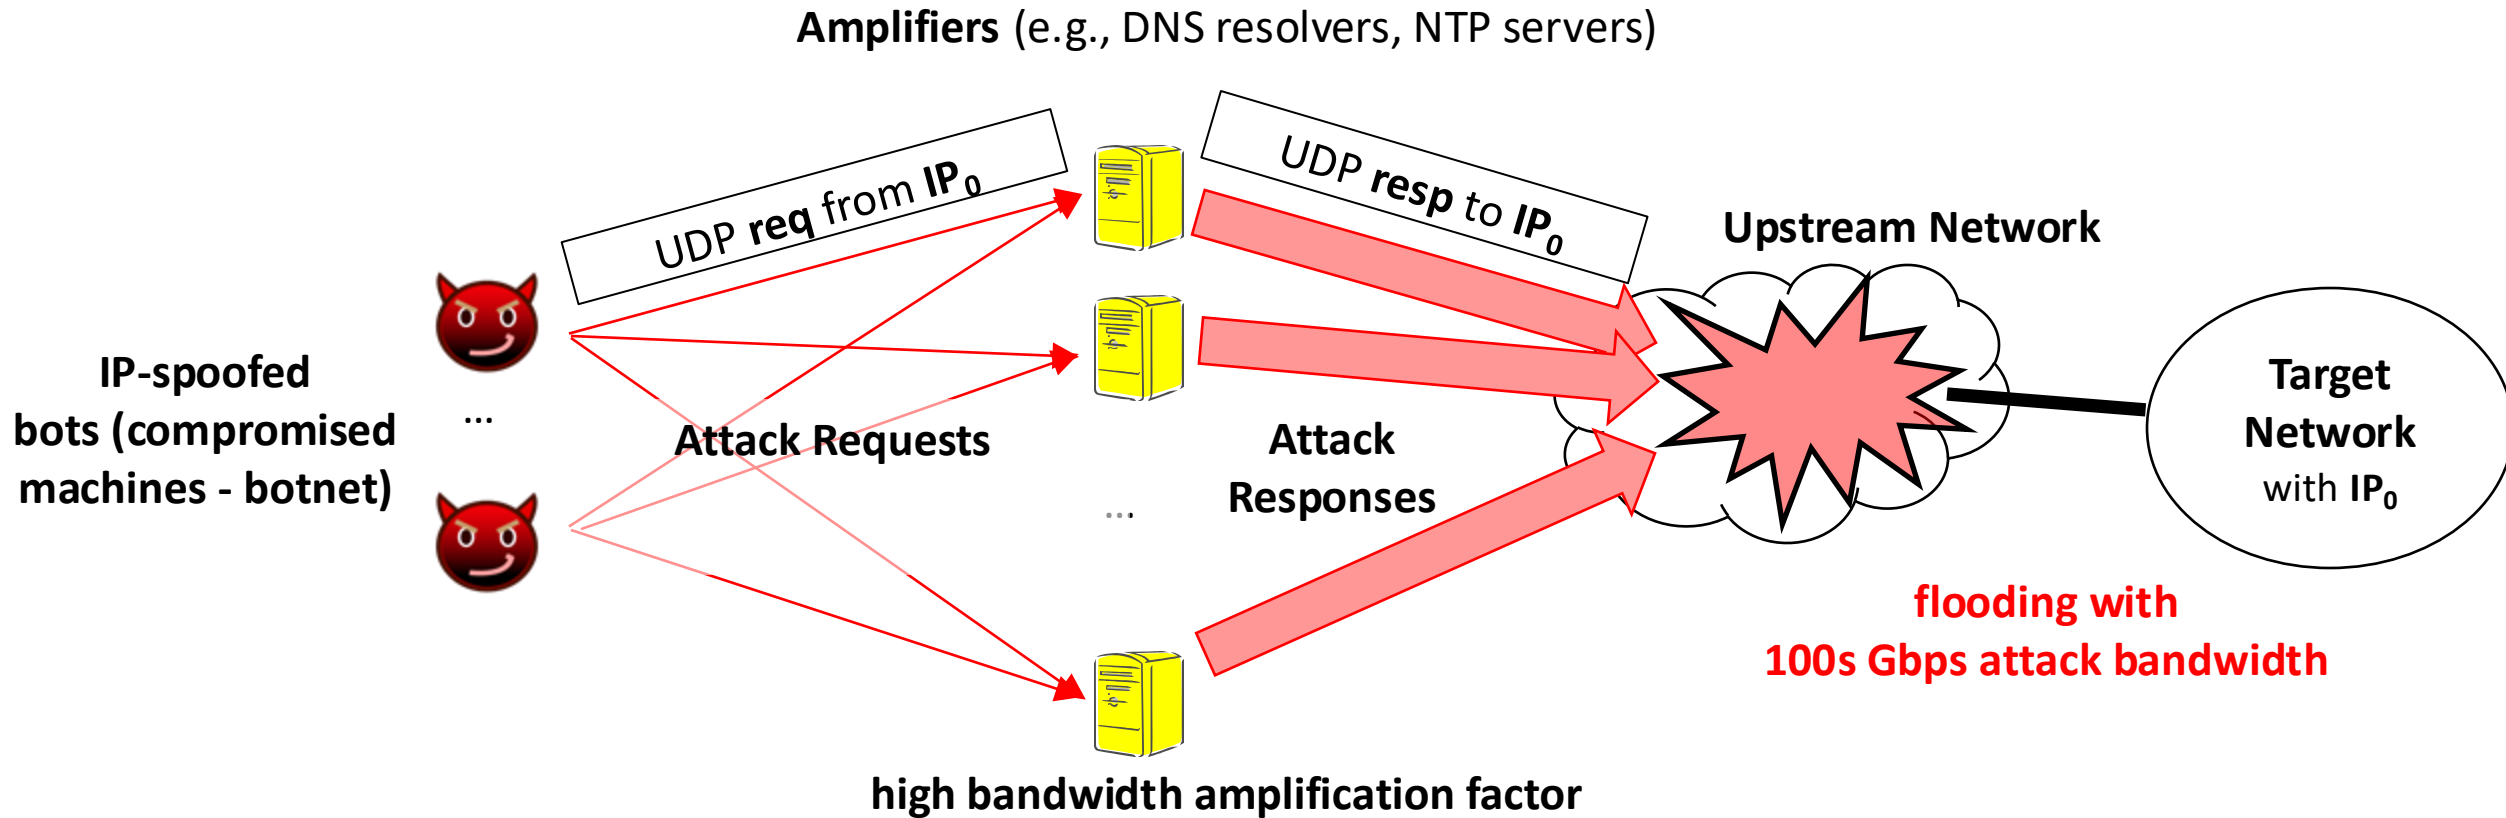 Amplifiers (e.g., DNS resolvers, NTP servers)
UDP req from IP₀
UDP resp to IP₀
Upstream Network
IP-spoofed
bots (compromised
machines - botnet)
...
Attack Requests
Attack
Responses
...
Target
Network
with IP₀
flooding with
100s Gbps attack bandwidth
high bandwidth amplification factor